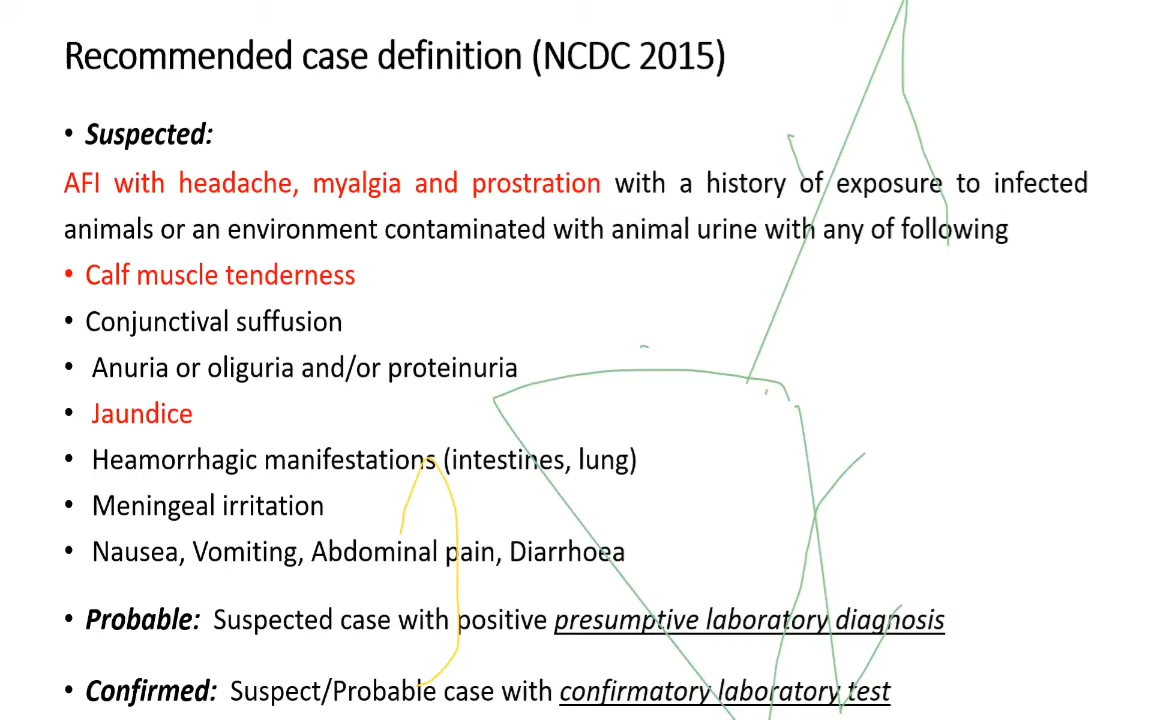 Recommended case definition (NCDC 2015)
• Suspected:
AFI with headache, myalgia and prostration with a history of exposure to infected
animals or an environment contaminated with animal urine with any of following
• Calf muscle tenderness
• Conjunctival suffusion
• Anuria or oliguria and/or proteinuria
• Jaundice
• Heamorrhagic manifestations (intestines, lung)
• Meningeal irritation
• Nausea, Vomiting, Abdominal pain, Diarrhoea
• Probable: Suspected case with positive presumptive laboratory diagnosis
• Confirmed: Suspect/Probable case with confirmatory laboratory test